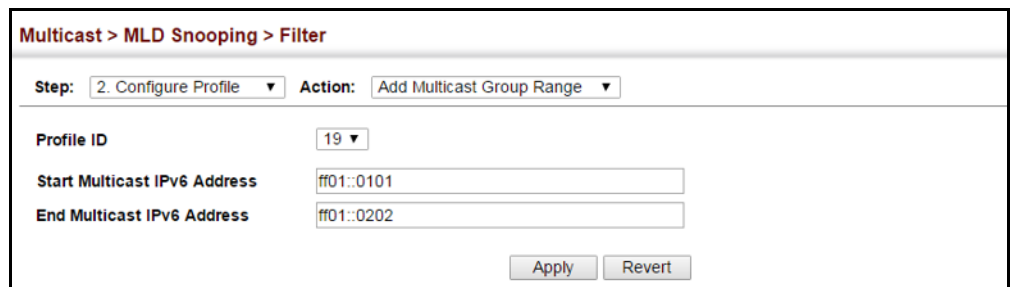 Multicast > MLD Snooping > Filter
Step: 2. Configure Profile Action: Add Multicast Group Range
Profile ID 19
Start Multicast IPv6 Address ff01::0101
End Multicast IPv6 Address ff01::0202
Apply Revert